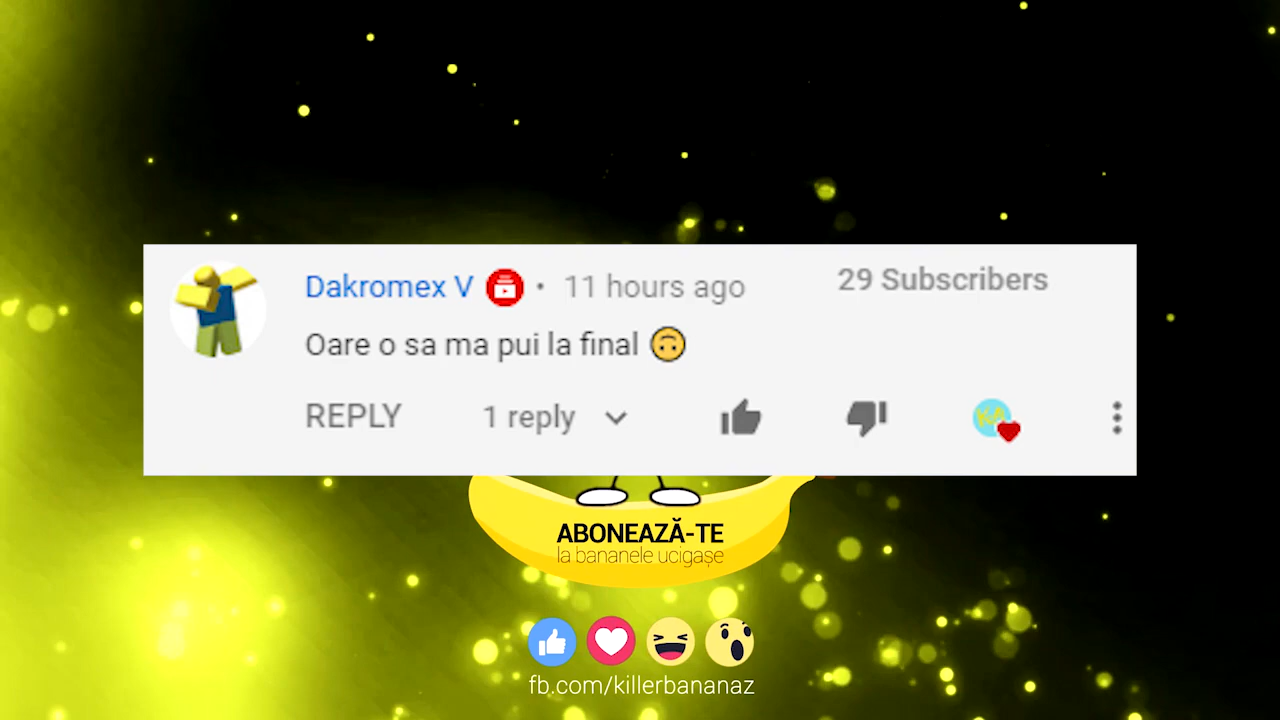 Dakromex V • 11 hours ago 29 Subscribers
Oare o sa ma pui la final 🙃
REPLY 1 reply KA
ABONEAZĂ-TE
la bananele ucigașe
fb.com/killerbananaz